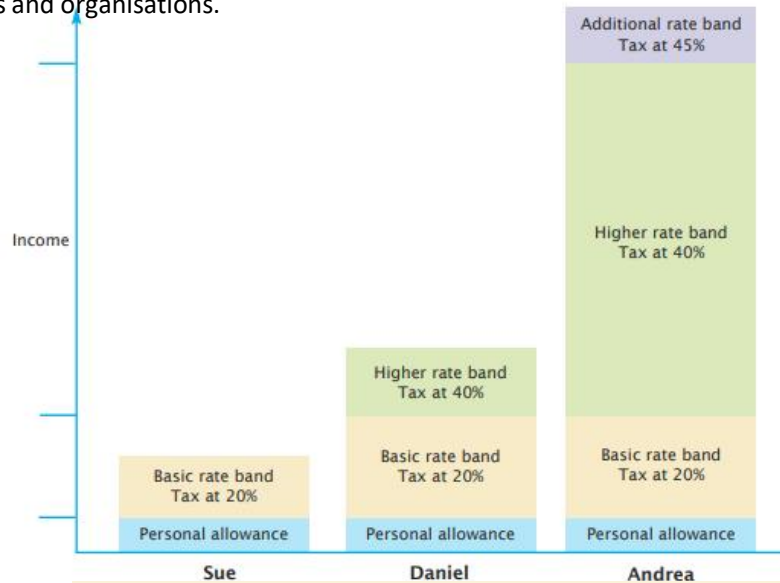 s and organisations.
Additional rate band
Tax at 45%
Income
Higher rate band
Tax at 40%
Higher rate band
Tax at 40%
Basic rate band
Tax at 20%
Basic rate band
Tax at 20%
Basic rate band
Tax at 20%
Personal allowance
Personal allowance
Personal allowance
Sue
Daniel
Andrea